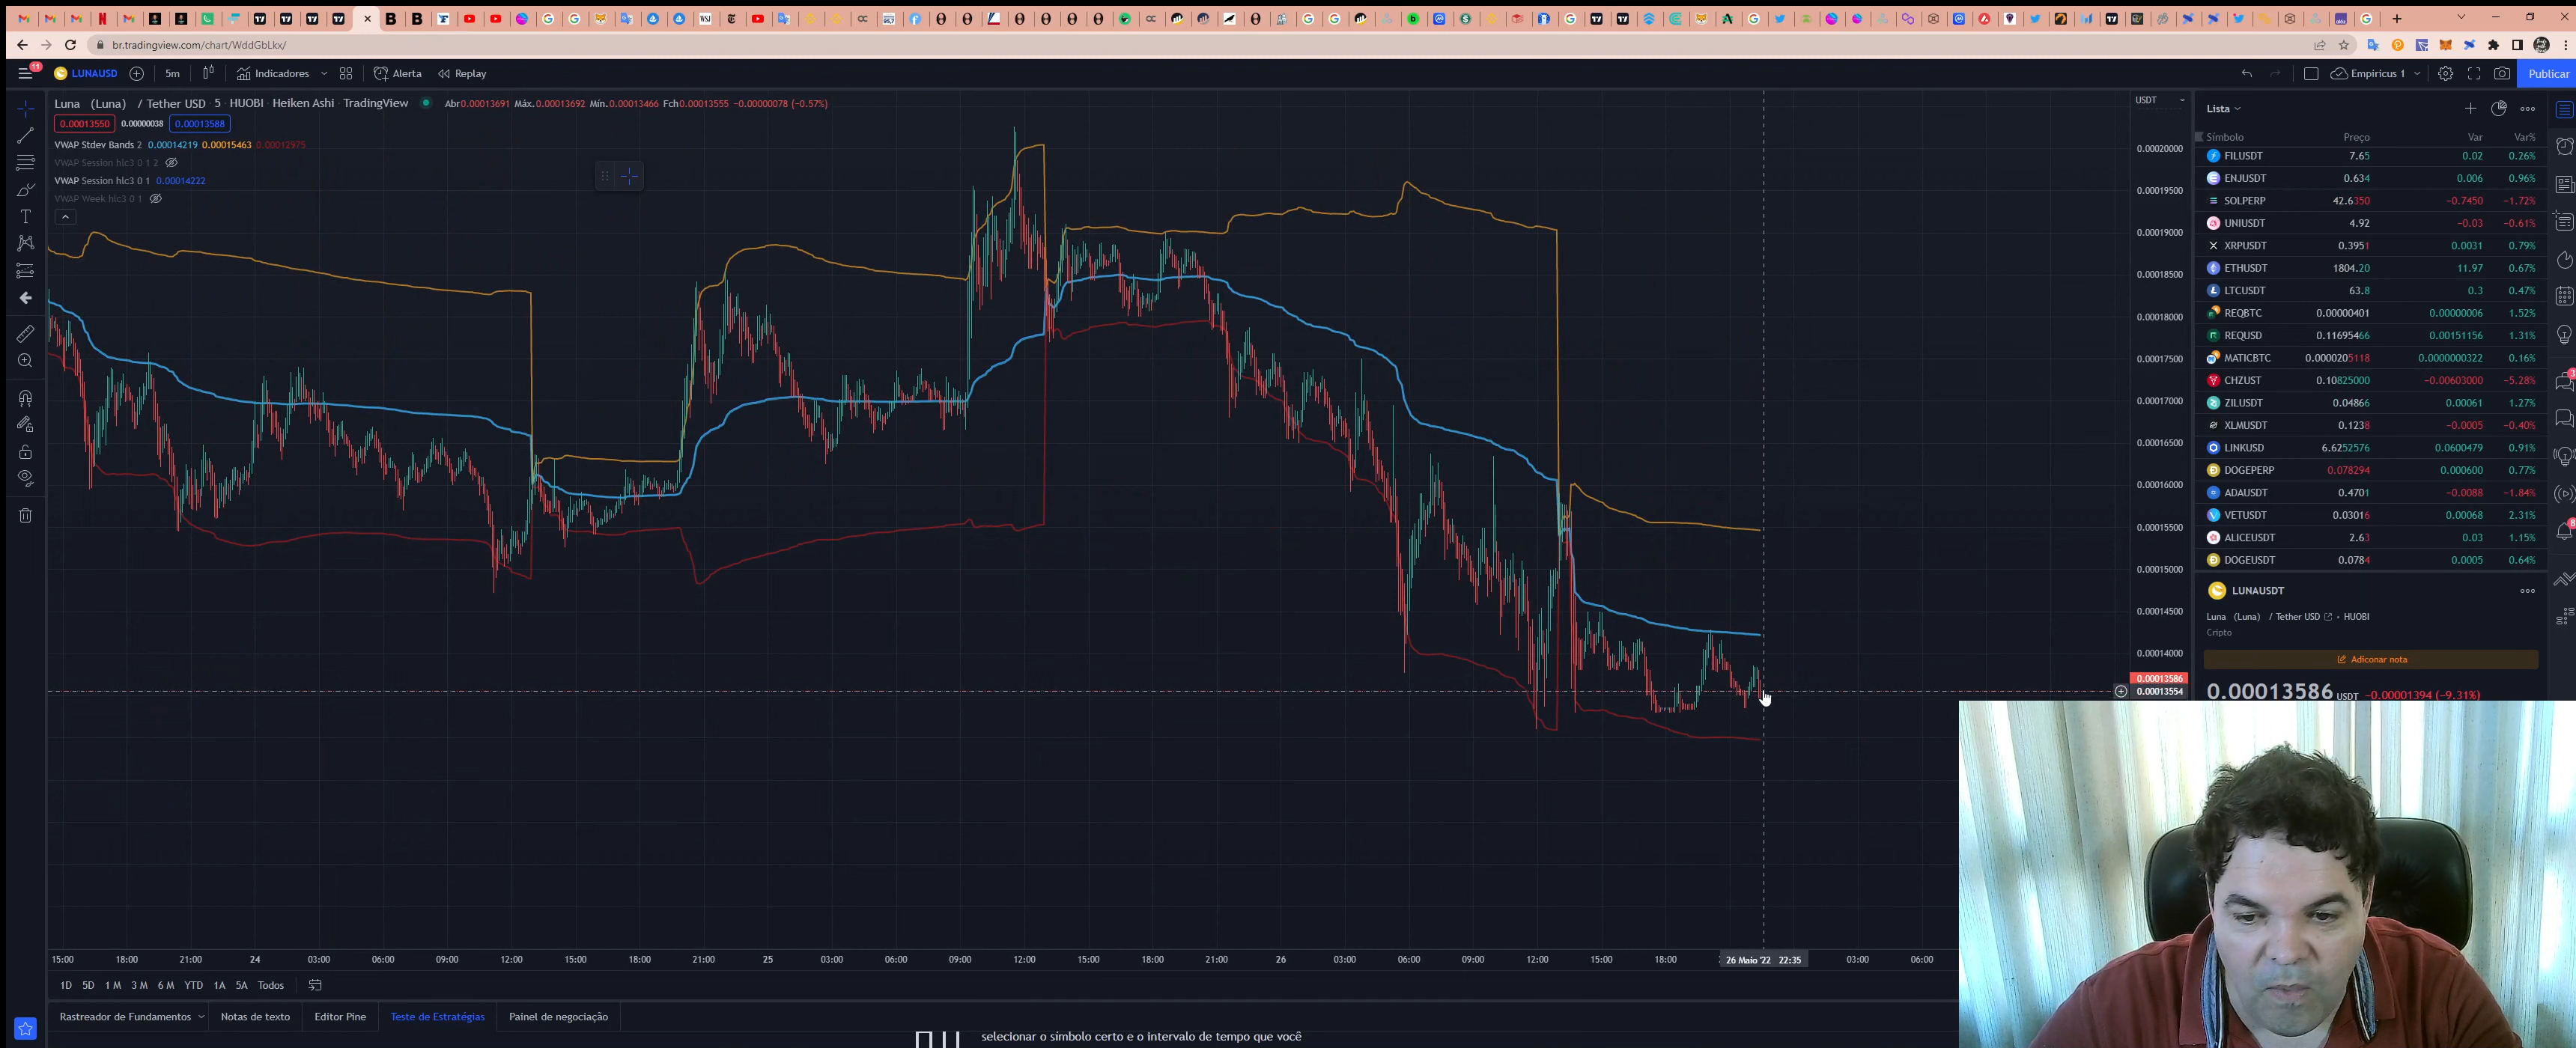 br.tradingview.com/chart/WddGbLkx/
11 LUNAUSD 5m Indicadores Alerta Replay Empiricus 1 Publicar
Luna (Luna) / Tether USD · 5 · HUOBI · Heiken Ashi · TradingView Abr0.00013691 Máx.0.00013692 Mín.0.00013466 Fch0.00013555 −0.00000078 (−0.57%)
0.00013550 0.00000038 0.00013588
VWAP Stdev Bands 2 0.00014219 0.00015463 0.00012975
VWAP Session hlc3 0 1 2
VWAP Session hlc3 0 1 0.00014222
VWAP Week hlc3 0 1
USDT
0.00020000
0.00019500
0.00019000
0.00018500
0.00018000
0.00017500
0.00017000
0.00016500
0.00016000
0.00015500
0.00015000
0.00014500
0.00014000
0.00013586
0.00013554
15:00 18:00 21:00 24 03:00 06:00 09:00 12:00 15:00 18:00 21:00 25 03:00 06:00 09:00 12:00 15:00 18:00 21:00 26 03:00 06:00 09:00 12:00 15:00 18:00 26 Maio '22 22:35 03:00 06:00
1D 5D 1 M 3 M 6 M YTD 1A 5A Todos
Rastreador de Fundamentos Notas de texto Editor Pine Teste de Estratégias Painel de negociação
selecionar o símbolo certo e o intervalo de tempo que você
Lista
Símbolo Preço Var Var%
FILUSDT 7.65 0.02 0.26%
ENJUSDT 0.634 0.006 0.96%
SOLPERP 42.6350 −0.7450 −1.72%
UNIUSDT 4.92 −0.03 −0.61%
XRPUSDT 0.3951 0.0031 0.79%
ETHUSDT 1804.20 11.97 0.67%
LTCUSDT 63.8 0.3 0.47%
REQBTC 0.00000401 0.00000006 1.52%
REQUSD 0.11695466 0.00151156 1.31%
MATICBTC 0.0000205118 0.0000000322 0.16%
CHZUST 0.10825000 −0.00603000 −5.28%
ZILUSDT 0.04866 0.00061 1.27%
XLMUSDT 0.1238 −0.0005 −0.40%
LINKUSD 6.6252576 0.0600479 0.91%
DOGEPERP 0.078294 0.000600 0.77%
ADAUSDT 0.4701 −0.0088 −1.84%
VETUSDT 0.03016 0.00068 2.31%
ALICEUSDT 2.63 0.03 1.15%
DOGEUSDT 0.0784 0.0005 0.64%
LUNAUSDT
Luna (Luna) / Tether USD • HUOBI
Cripto
Adiconar nota
0.00013586 USDT −0.00001394 (−9.31%)